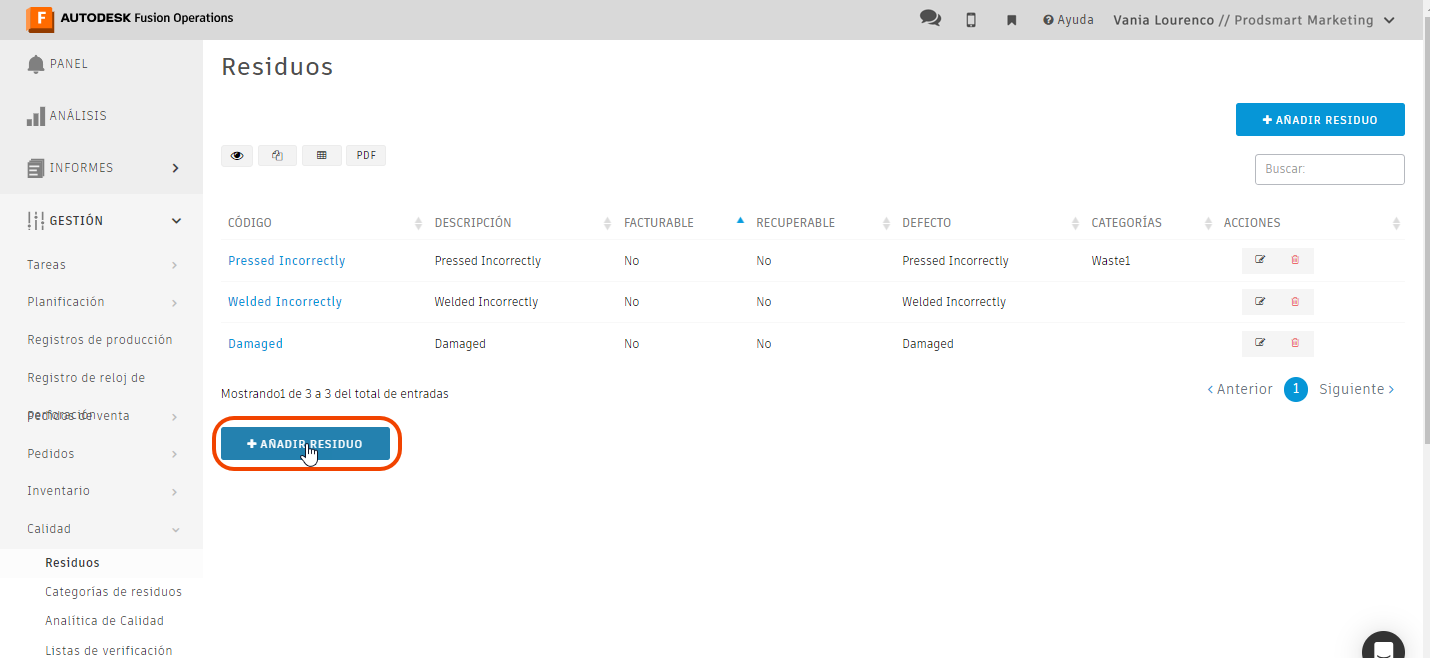 F AUTODESK Fusion Operations
Ayuda
Vania Lourenco // Prodsmart Marketing
PANEL
ANÁLISIS
INFORMES
GESTIÓN
Tareas
Planificación
Registros de producción
Registro de reloj de
perforación
Pedidos de venta
Pedidos
Inventario
Calidad
Residuos
Categorías de residuos
Analítica de Calidad
Listas de verificación
Residuos
AÑADIR RESIDUO
PDF
Buscar:
CÓDIGO DESCRIPCIÓN FACTURABLE RECUPERABLE DEFECTO CATEGORÍAS ACCIONES
Pressed Incorrectly Pressed Incorrectly No No Pressed Incorrectly Waste1
Welded Incorrectly Welded Incorrectly No No Welded Incorrectly
Damaged Damaged No No Damaged
Mostrando1 de 3 a 3 del total de entradas
Anterior 1 Siguiente
AÑADIR RESIDUO